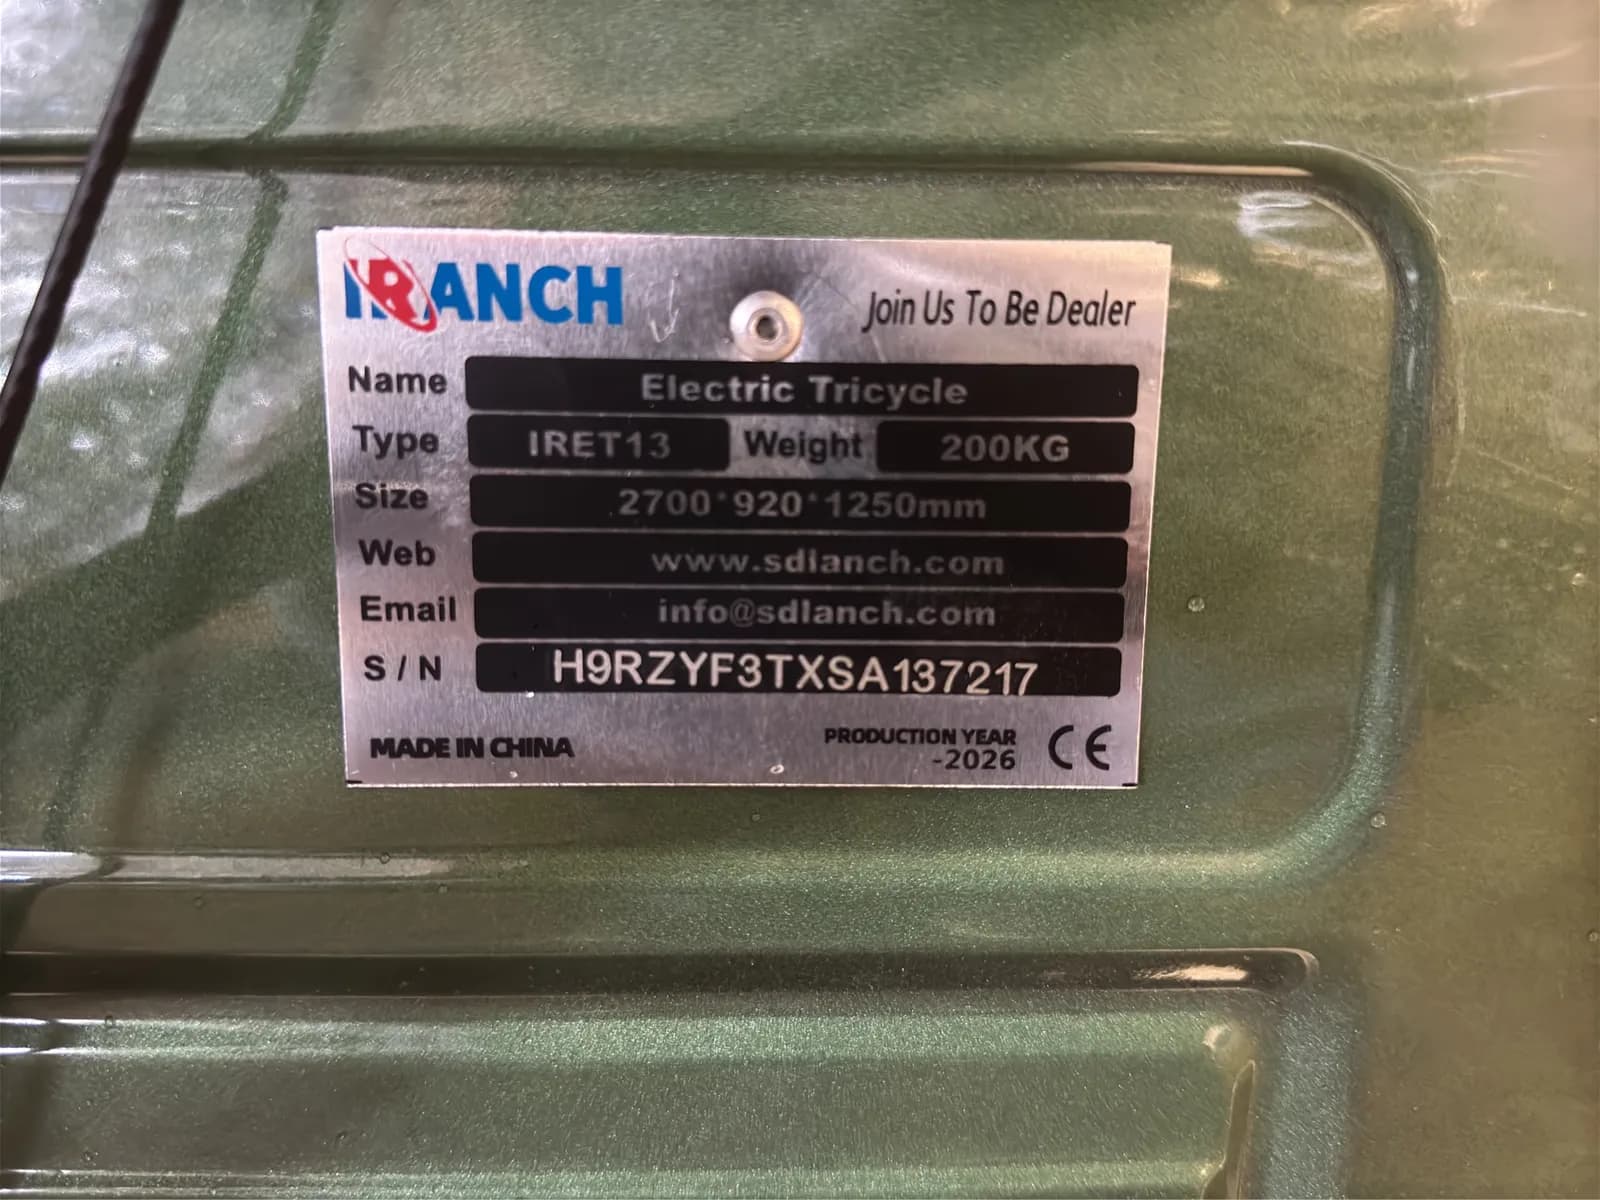 IRANCH Join Us To Be Dealer
Name Electric Tricycle
Type IRET13 Weight 200KG
Size 2700*920*1250mm
Web www.sdlanch.com
Email info@sdlanch.com
S / N H9RZYF3TXSA137217
MADE IN CHINA PRODUCTION YEAR CE
-2026